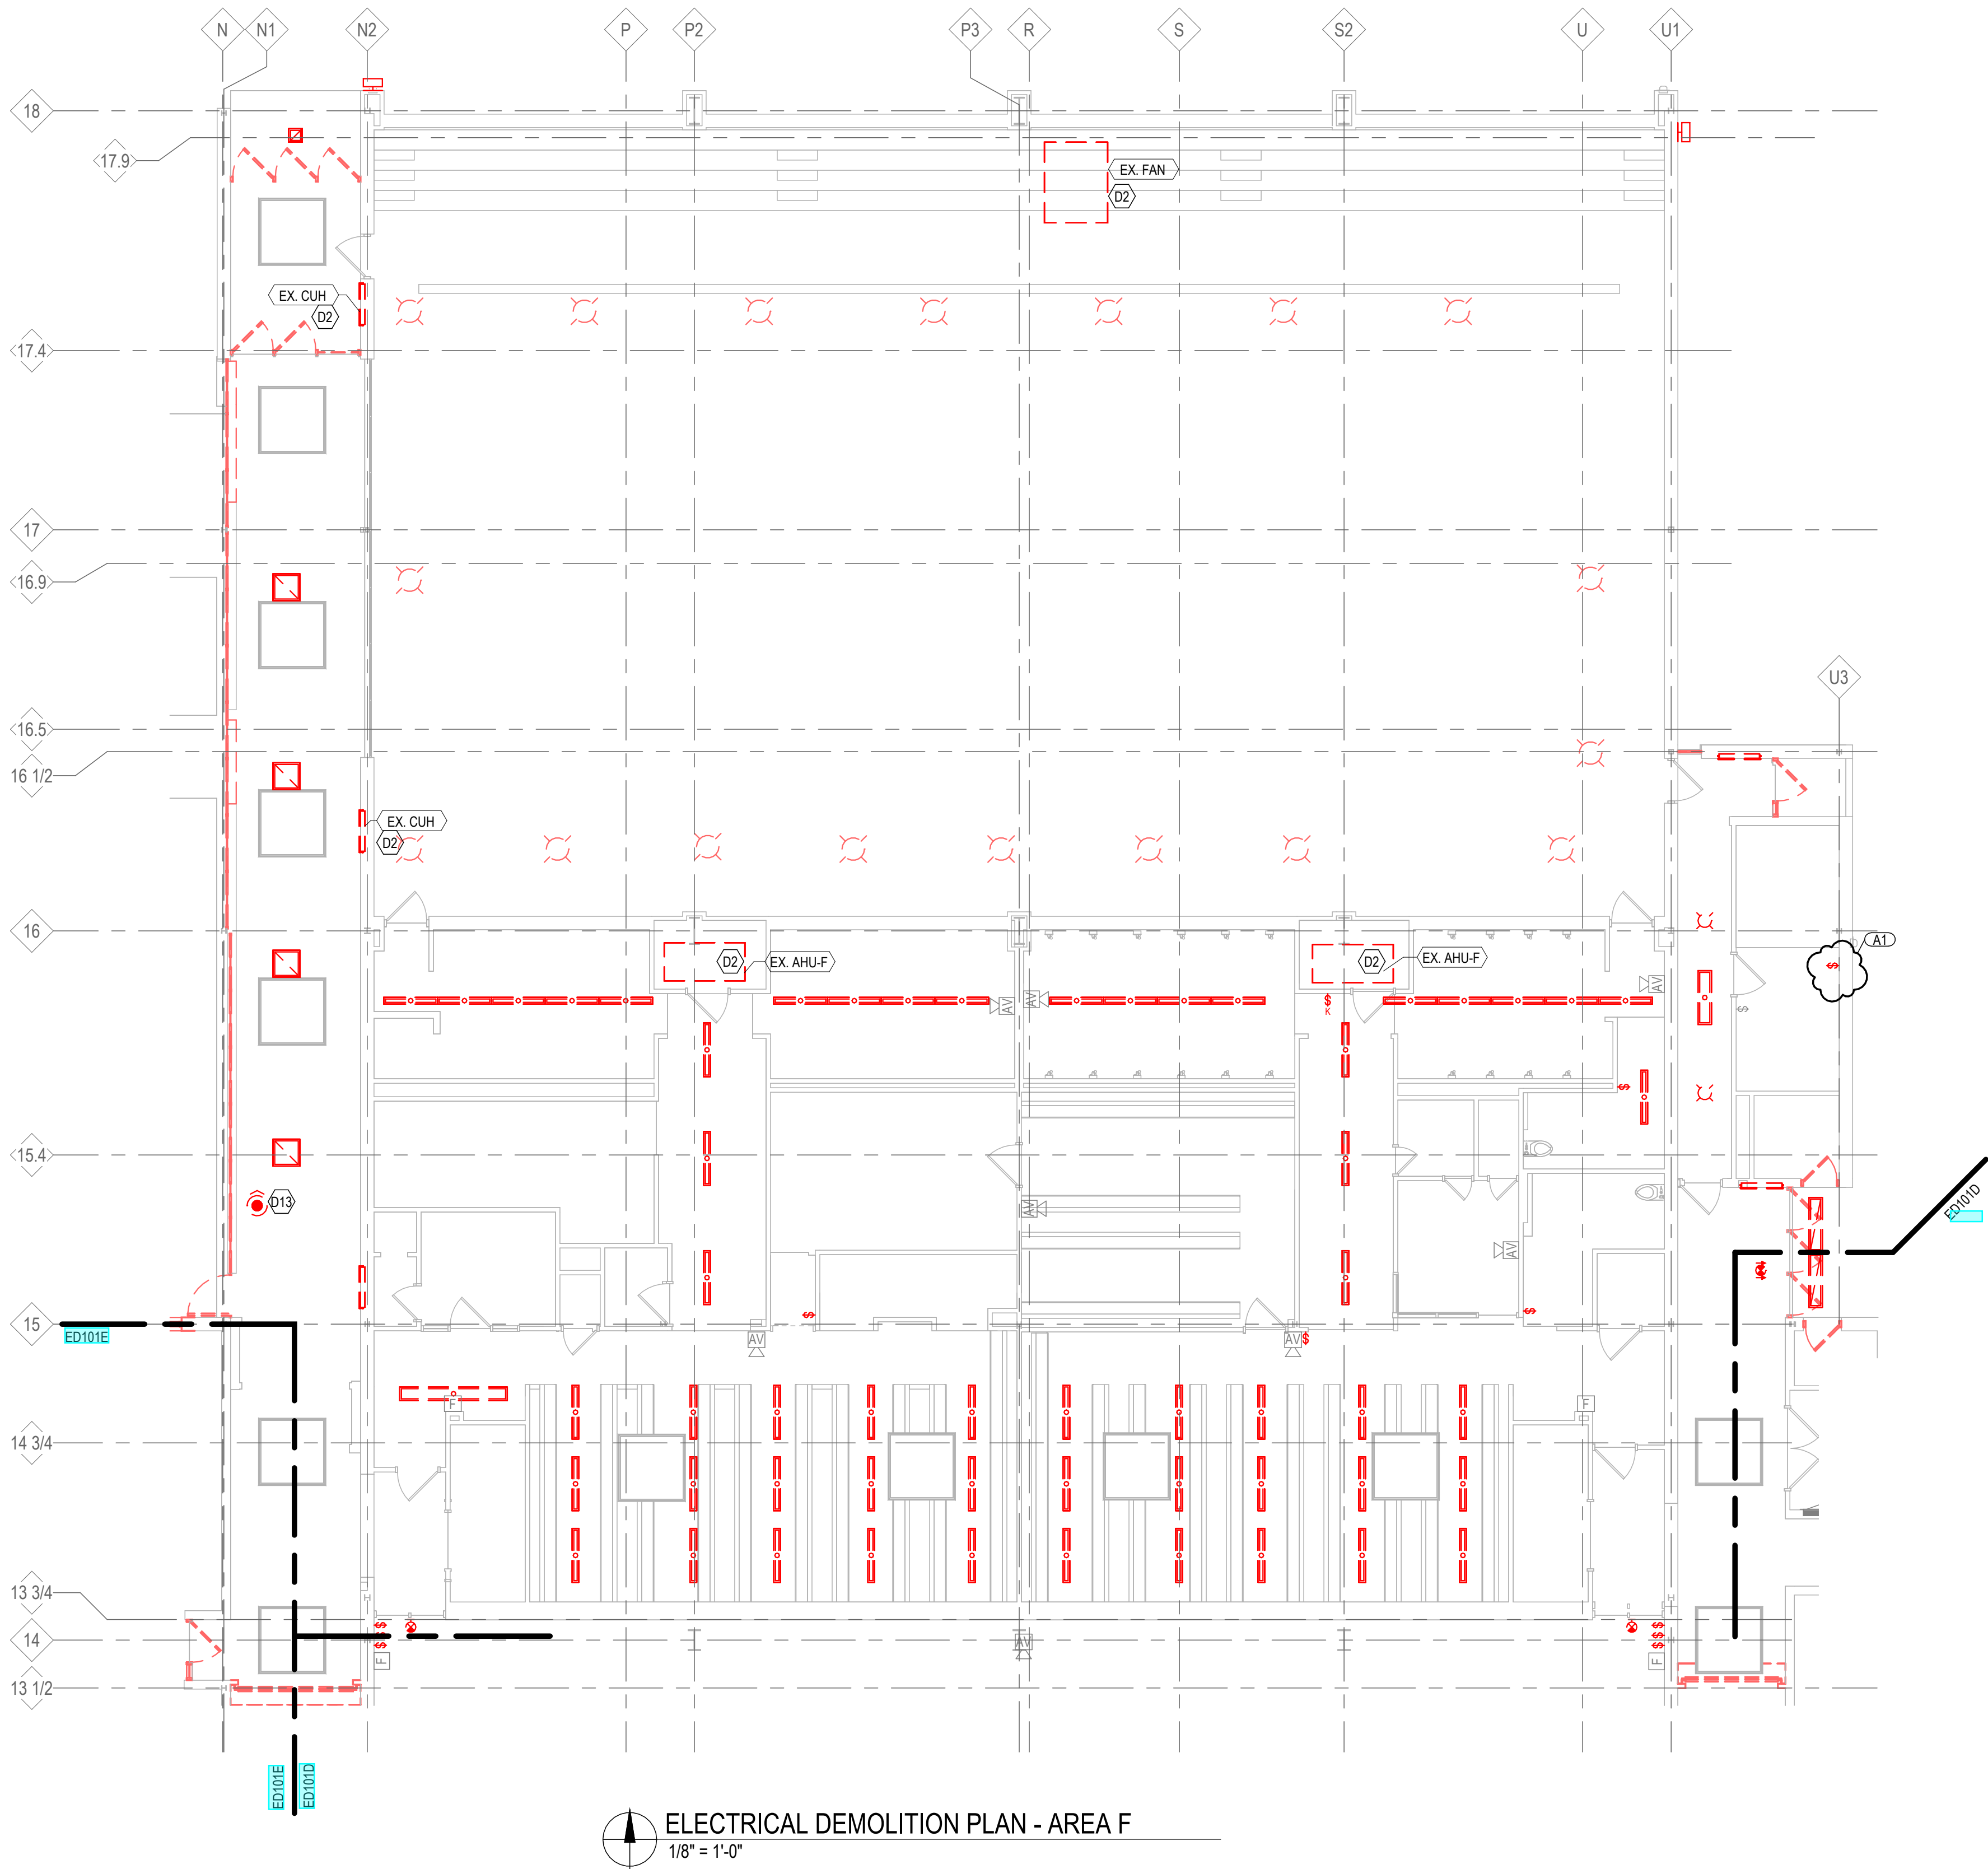 N
N1
N2
P
P2
P3
R
S
S2
U
U1
18
17.9
EX. FAN
D2
EX. CUH
D2
17.4
17
16.9
U3
16.5
16 1/2
EX. CUH
D2
16
A1
D2
EX. AHU-F
D2
EX. AHU-F
$
AV
AV
AV
$
K
$
$
15.4
D13
AV
AV
ED101D
15
ED101E
$
$
AV
AV
$
F
F
14 3/4
13 3/4
14
$
$
$
F
AV
$
$
$
F
13 1/2
ED101E
ED101D
ELECTRICAL DEMOLITION PLAN - AREA F
1/8" = 1'-0"